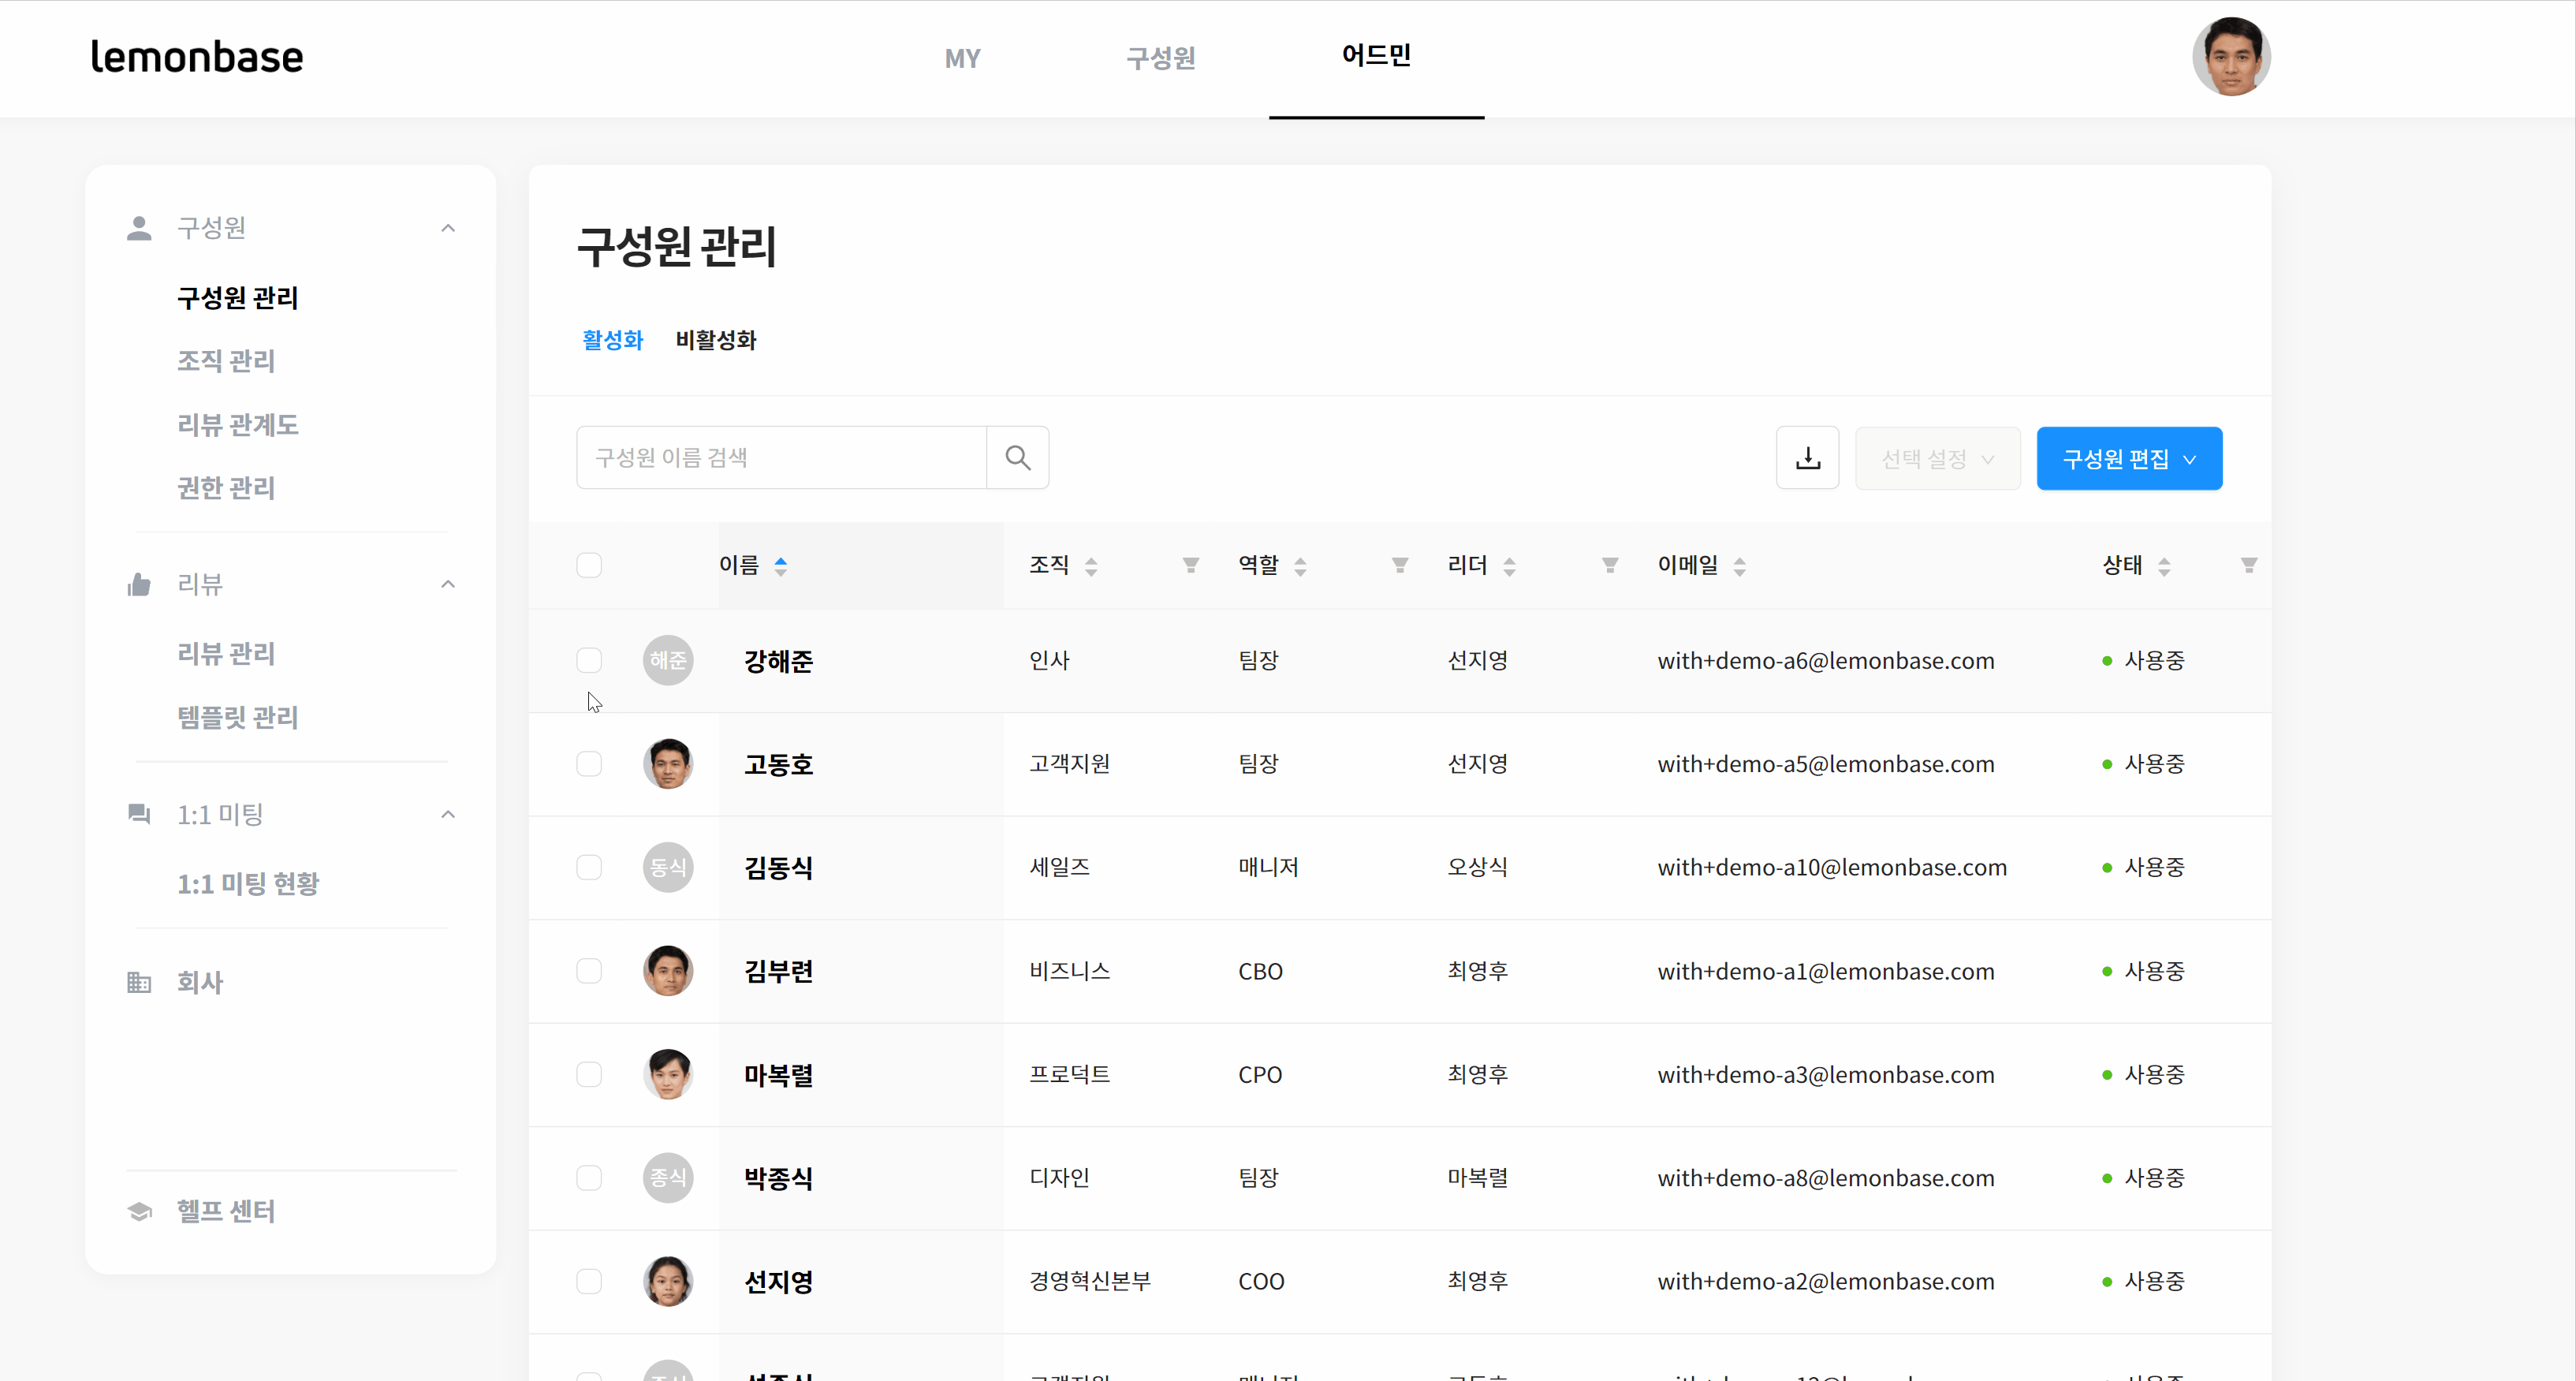 lemonbase
MY
구성원
어드민
구성원
구성원 관리
조직 관리
리뷰 관계도
권한 관리
리뷰
리뷰 관리
템플릿 관리
1:1 미팅
1:1 미팅 현황
회사
헬프 센터
구성원 관리
활성화 비활성화
구성원 이름 검색
선택 설정
구성원 편집
이름 조직 역할 리더 이메일 상태
해준 강해준 인사 팀장 선지영 with+demo-a6@lemonbase.com 사용중
고동호 고객지원 팀장 선지영 with+demo-a5@lemonbase.com 사용중
동식 김동식 세일즈 매니저 오상식 with+demo-a10@lemonbase.com 사용중
김부련 비즈니스 CBO 최영후 with+demo-a1@lemonbase.com 사용중
마복렬 프로덕트 CPO 최영후 with+demo-a3@lemonbase.com 사용중
종식 박종식 디자인 팀장 마복렬 with+demo-a8@lemonbase.com 사용중
선지영 경영혁신본부 COO 최영후 with+demo-a2@lemonbase.com 사용중